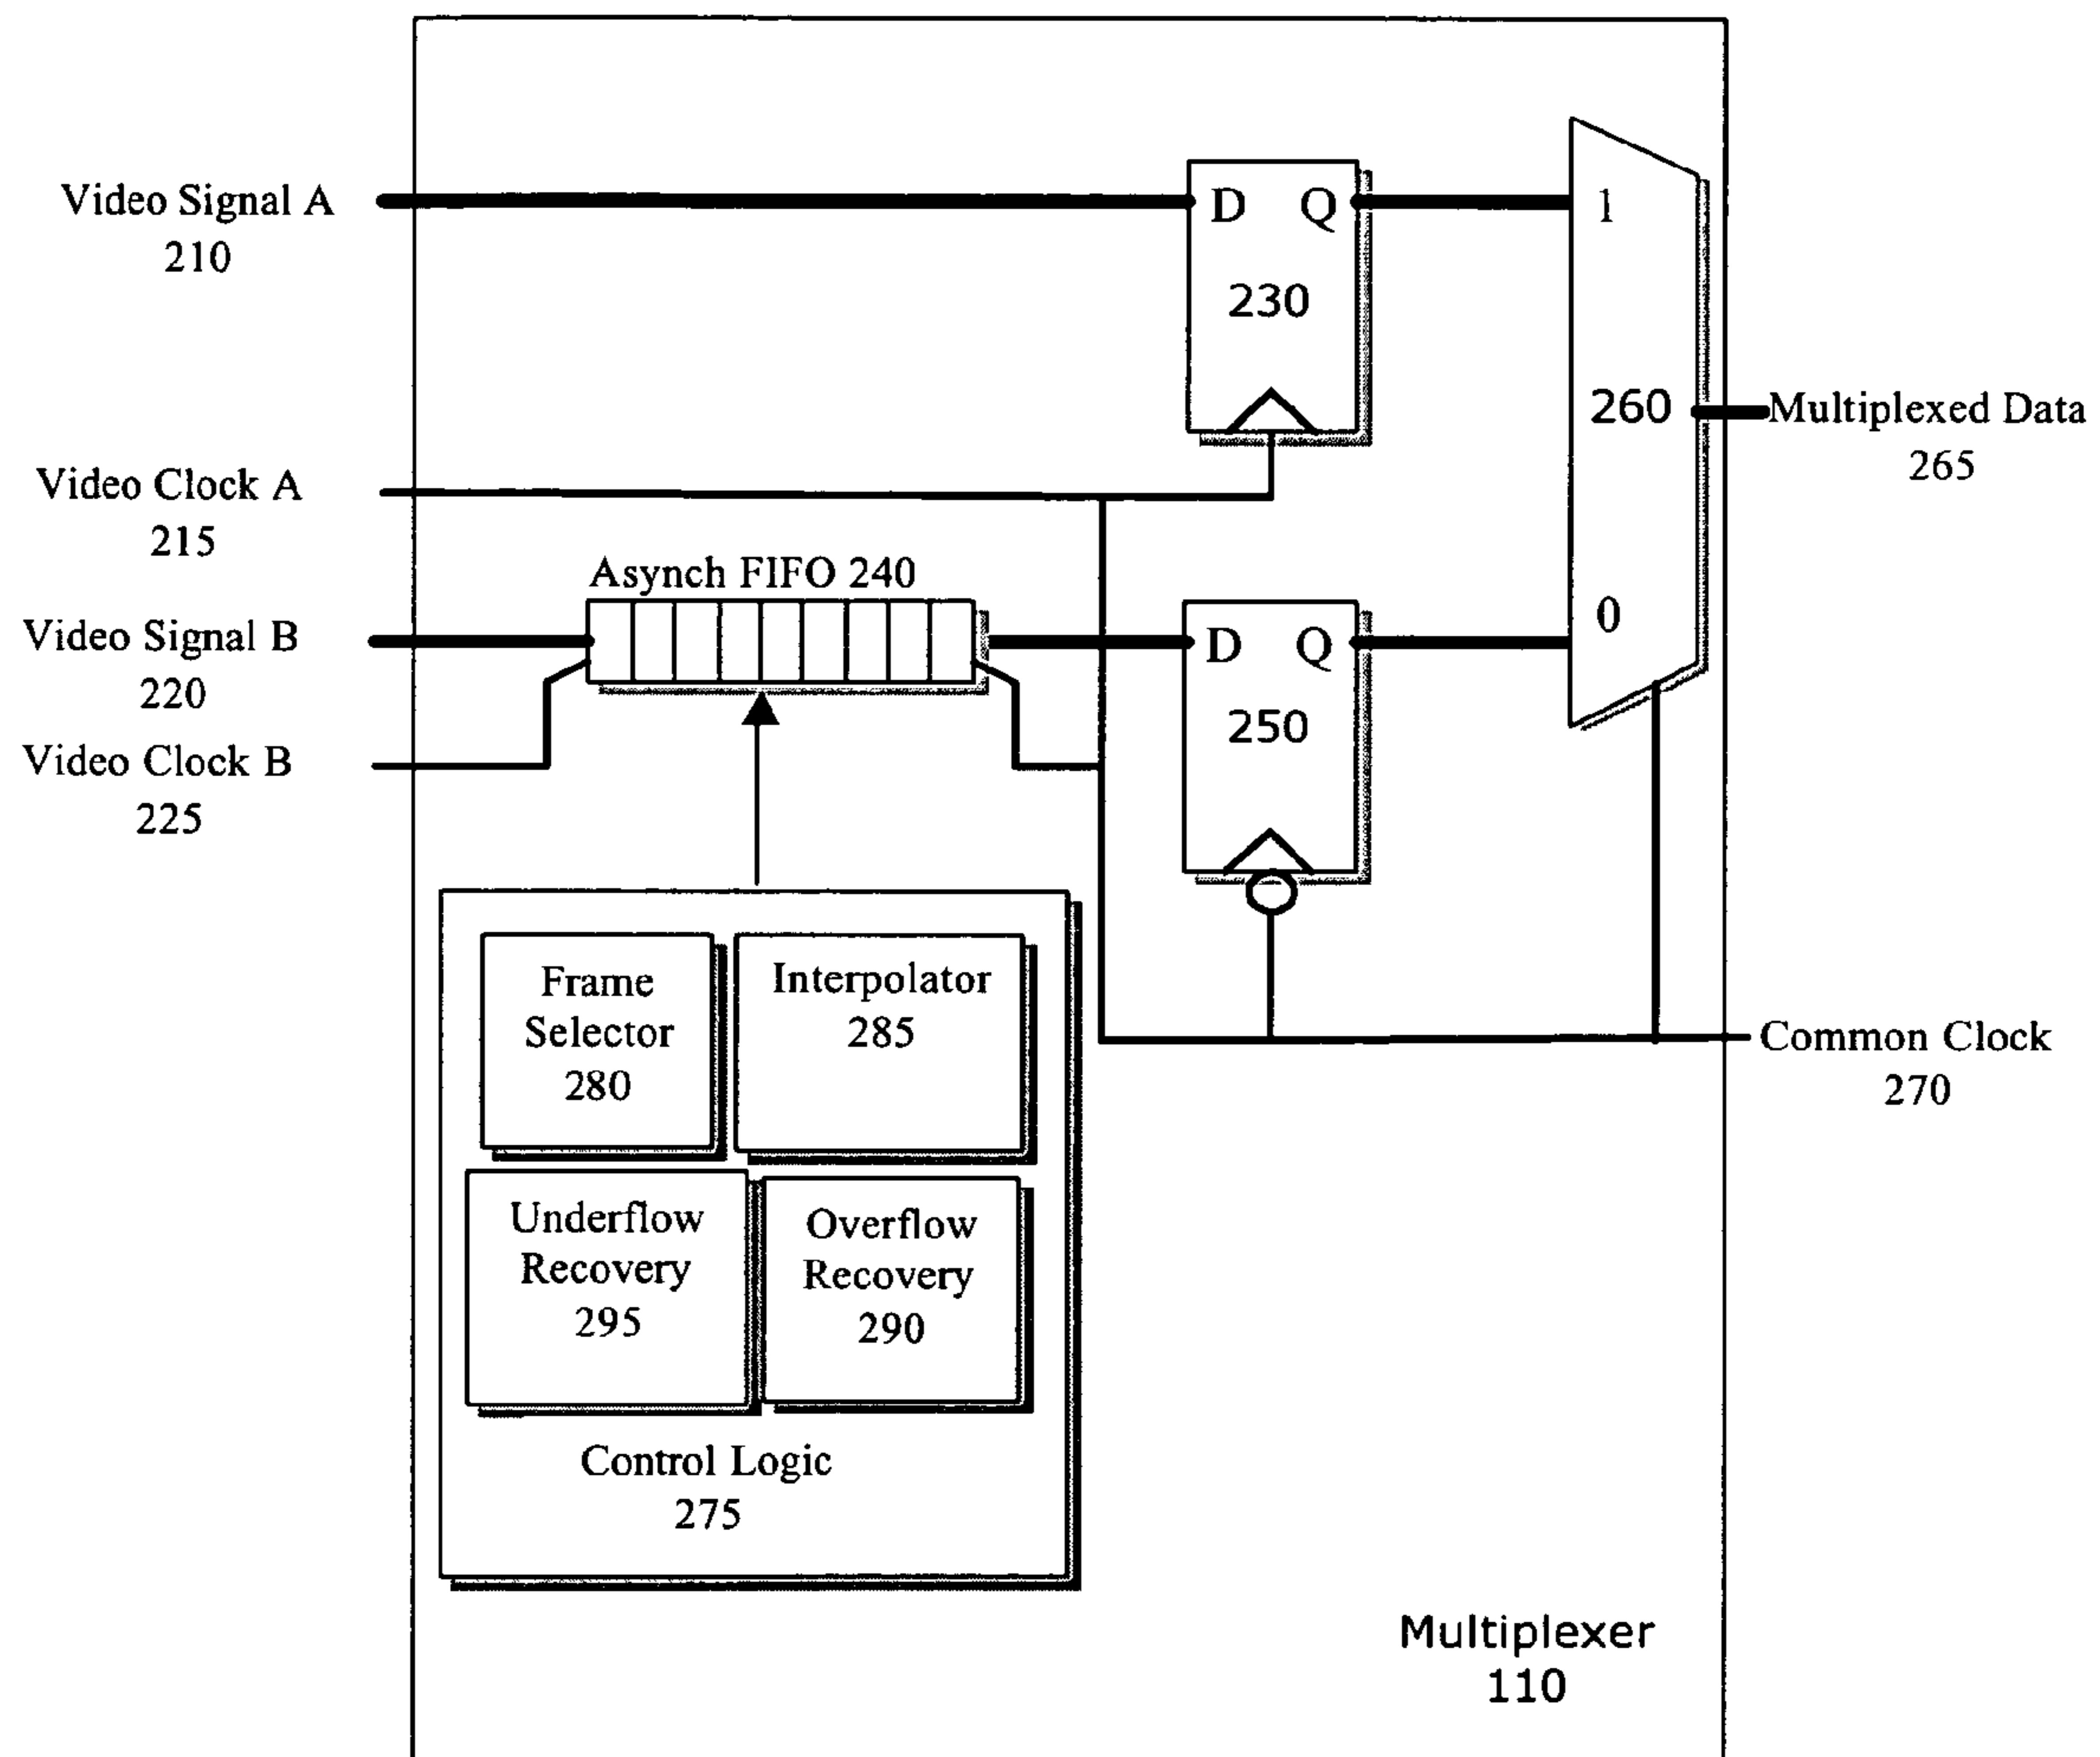 Video Signal A
210
D Q
230
1
260
Multiplexed Data
265
Video Clock A
215
Asynch FIFO 240
Video Signal B
220
Video Clock B
225
D Q
250
0
Frame
Selector
280
Interpolator
285
Common Clock
270
Underflow
Recovery
295
Overflow
Recovery
290
Control Logic
275
Multiplexer
110